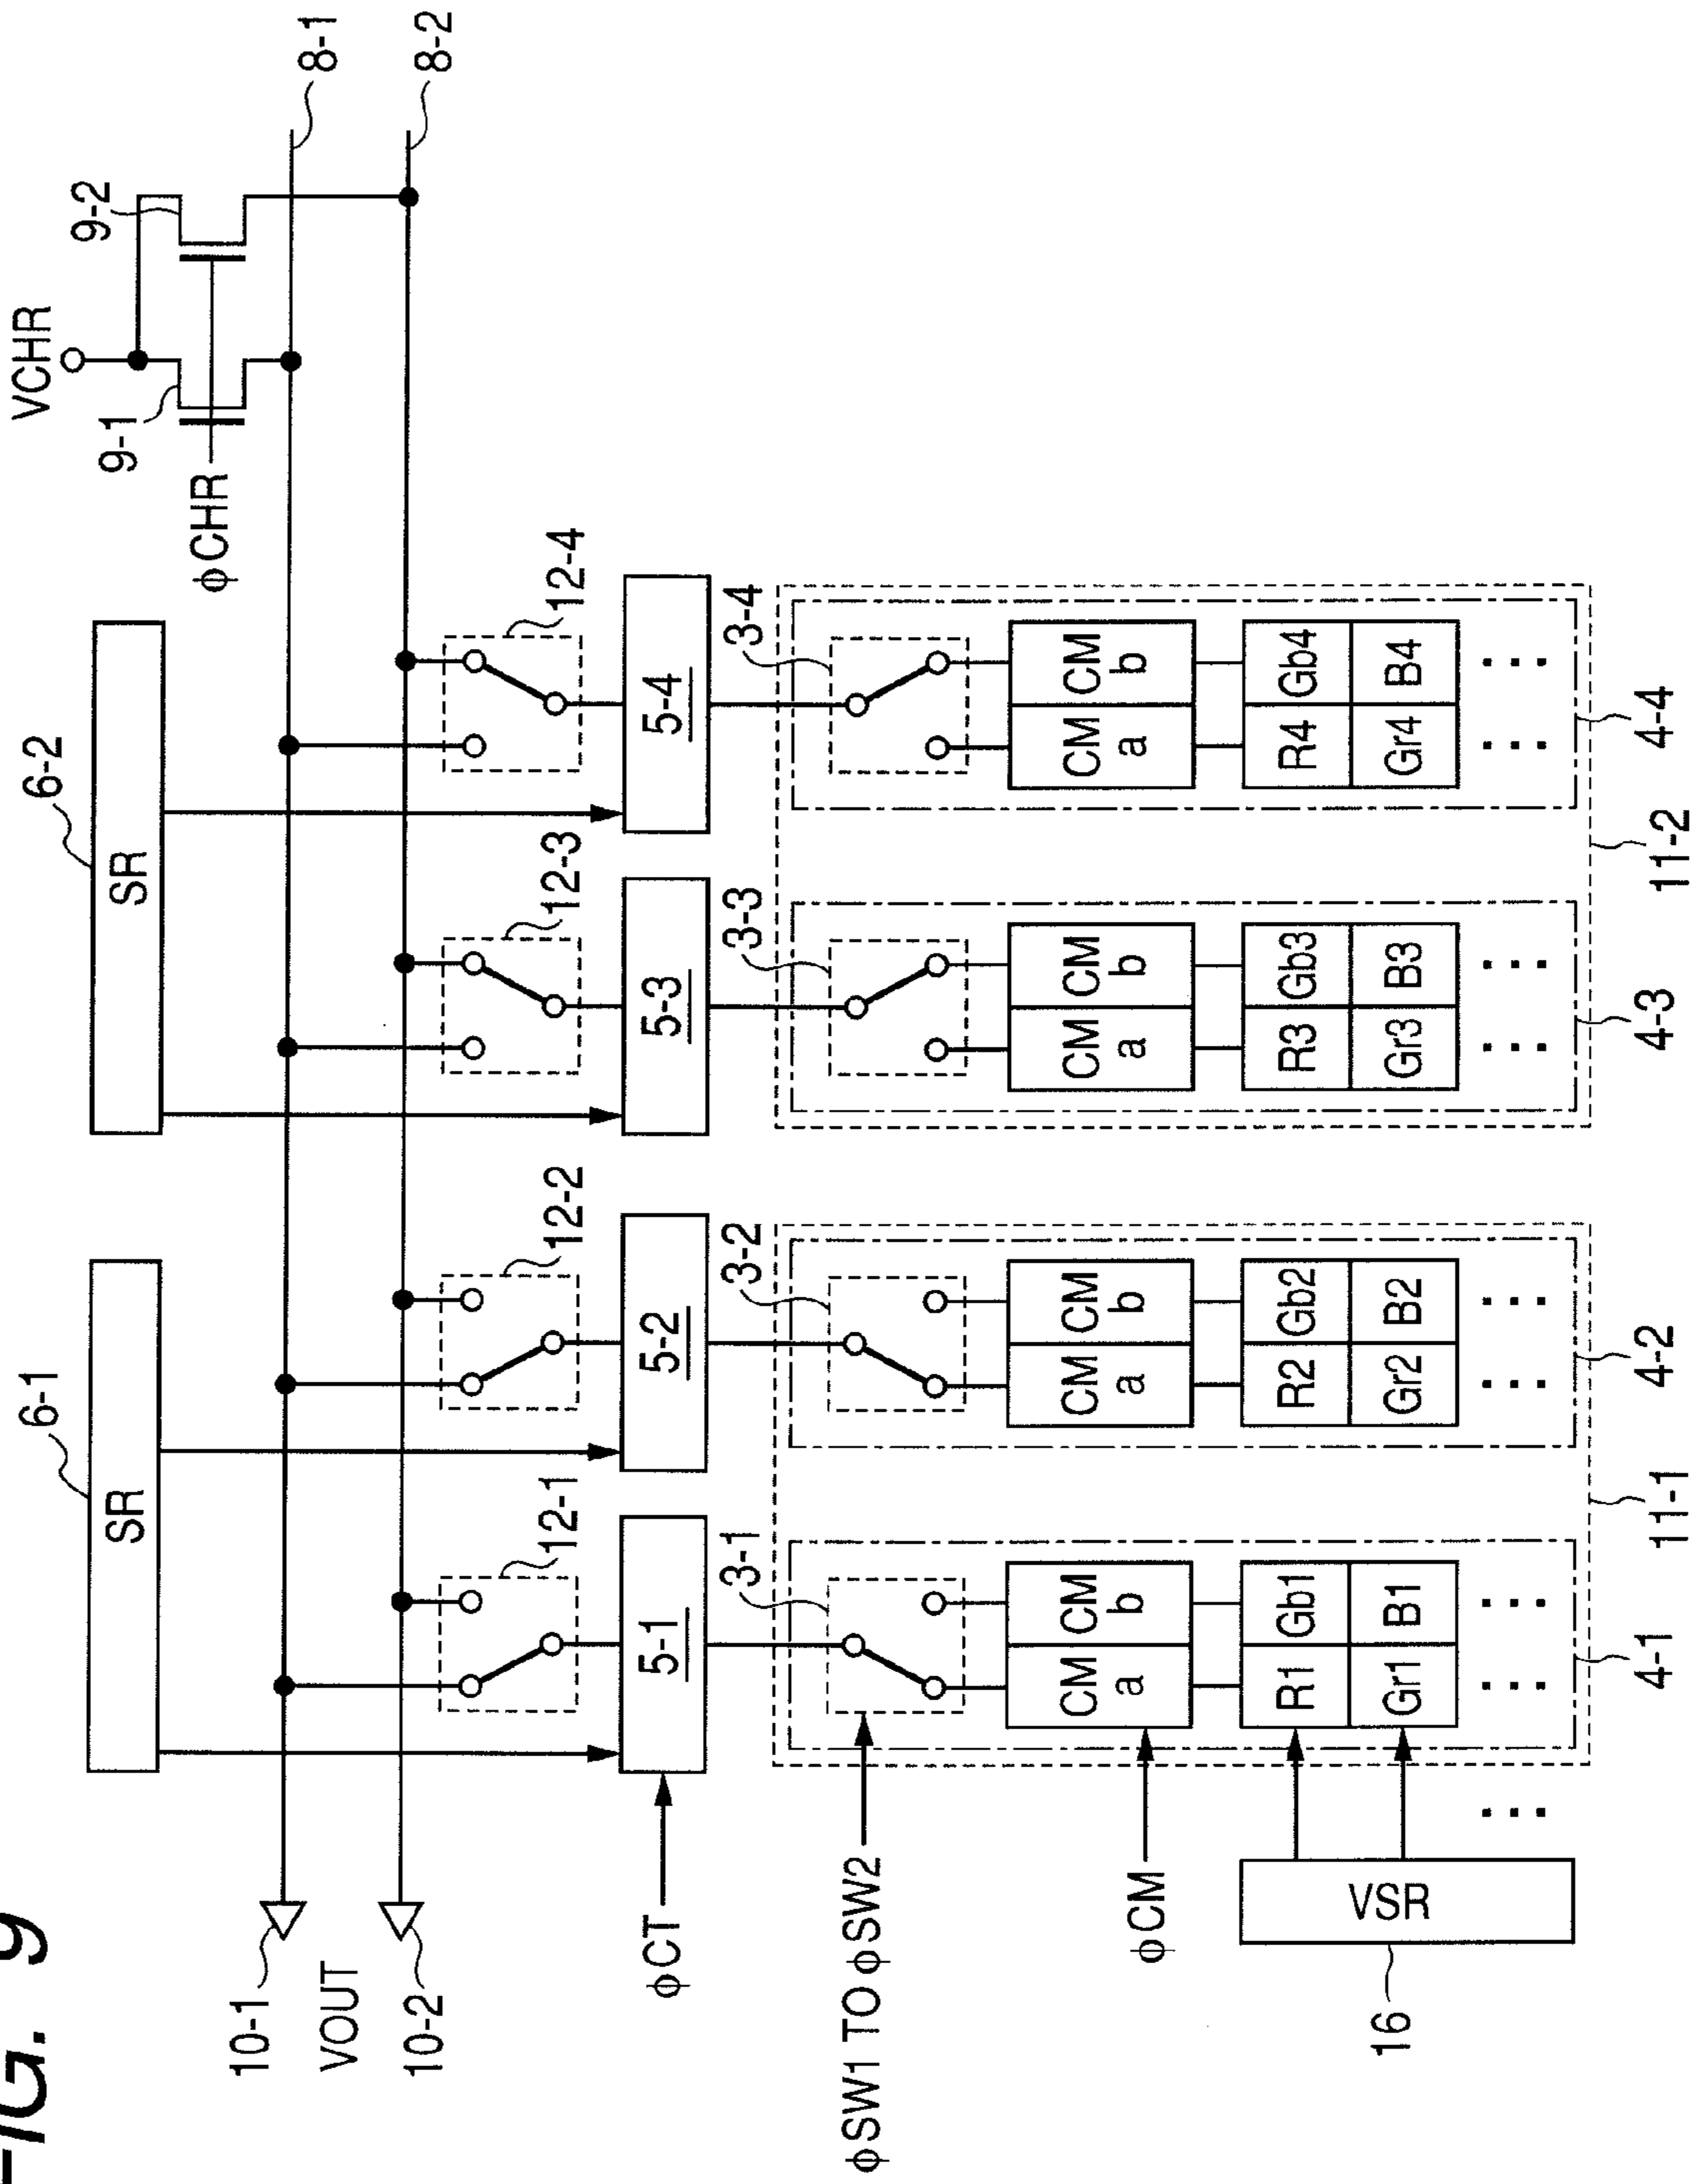 FIG. 9
6-1
6-2
SR
SR
VCHR
9-1
9-2
φCHR
8-1
8-2
10-1
VOUT
10-2
12-1
12-2
12-3
12-4
φCT
5-1
5-2
5-3
5-4
φSW1 TO φSW2
3-1
3-2
3-3
3-4
φCM
CM a
CM b
CM a
CM b
CM a
CM b
CM a
CM b
16
VSR
R1
Gb1
R2
Gb2
R3
Gb3
R4
Gb4
Gr1
B1
Gr2
B2
Gr3
B3
Gr4
B4
...
... ...
... ...
... ...
... ...
4-1
4-2
4-3
4-4
11-1
11-2